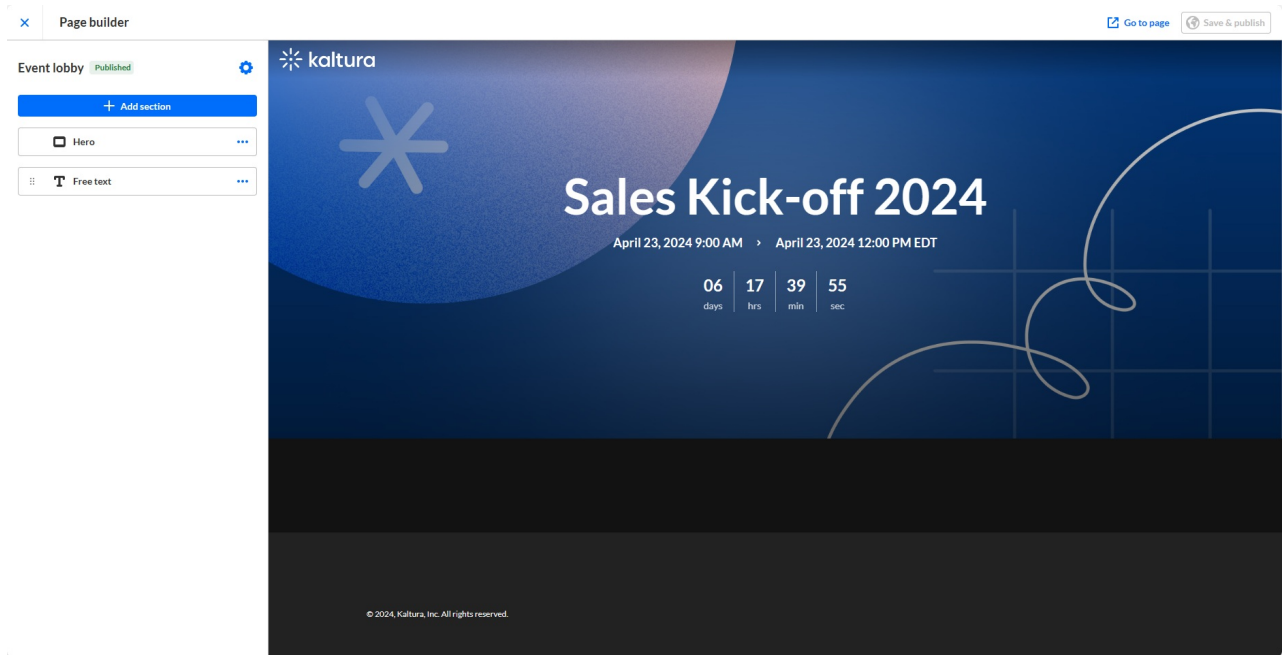 Page builder
Go to page
Save & publish
Event lobby Published
+ Add section
Hero
Free text
kaltura
Sales Kick-off 2024
April 23, 2024 9:00 AM > April 23, 2024 12:00 PM EDT
06 17 39 55
days hrs min sec
© 2024, Kaltura, Inc. All rights reserved.